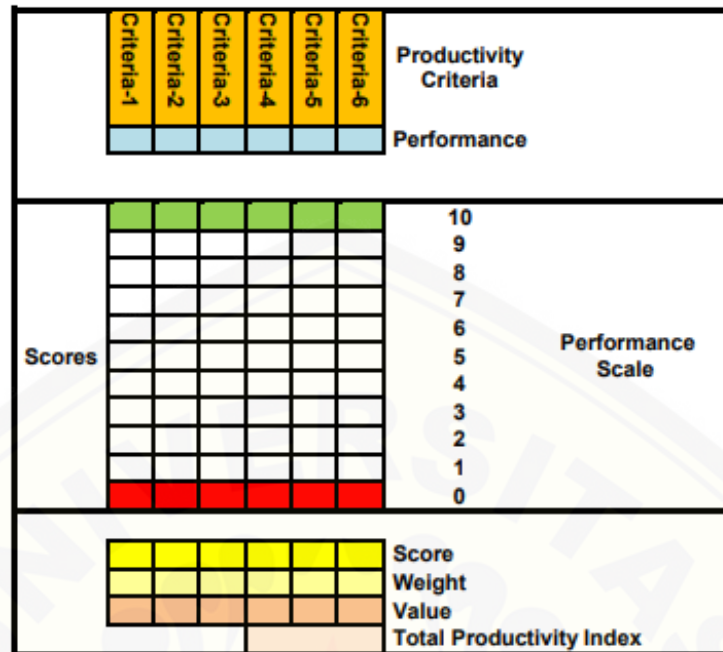 Criteria-1
Criteria-2
Criteria-3
Criteria-4
Criteria-5
Criteria-6
Productivity
Criteria
Performance
Scores
10
9
8
7
6
5
4
3
2
1
0
Performance
Scale
Score
Weight
Value
Total Productivity Index
UNIVERSITAS